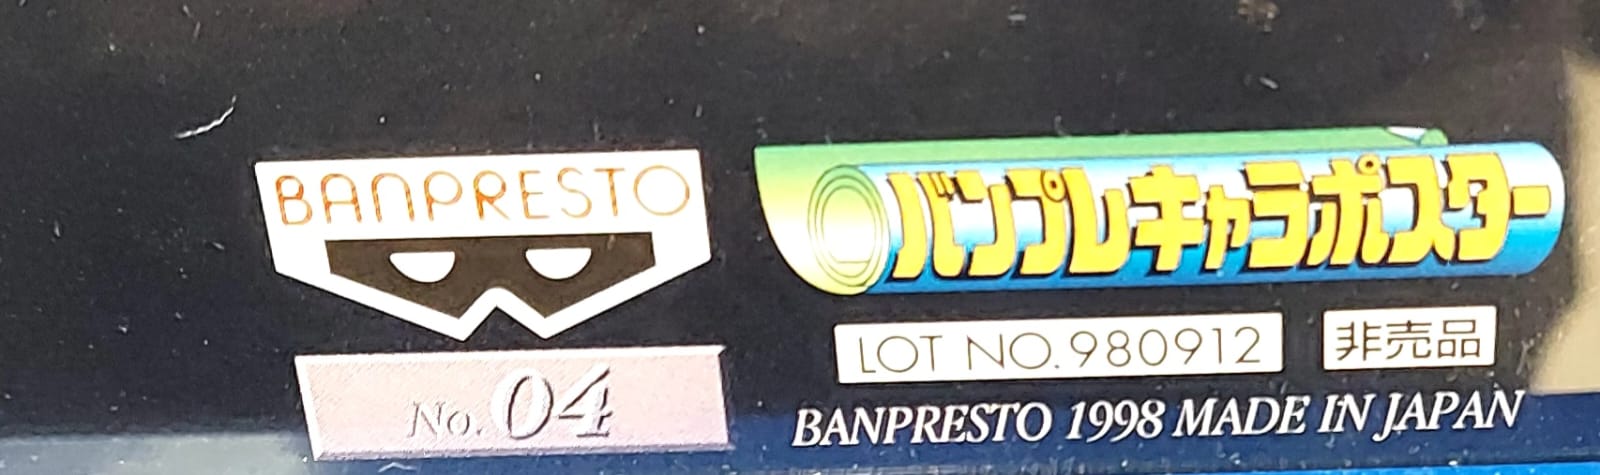 BANPRESTO
No. 04
バンプレキャラポスター
LOT NO. 980912
非売品
BANPRESTO 1998 MADE IN JAPAN